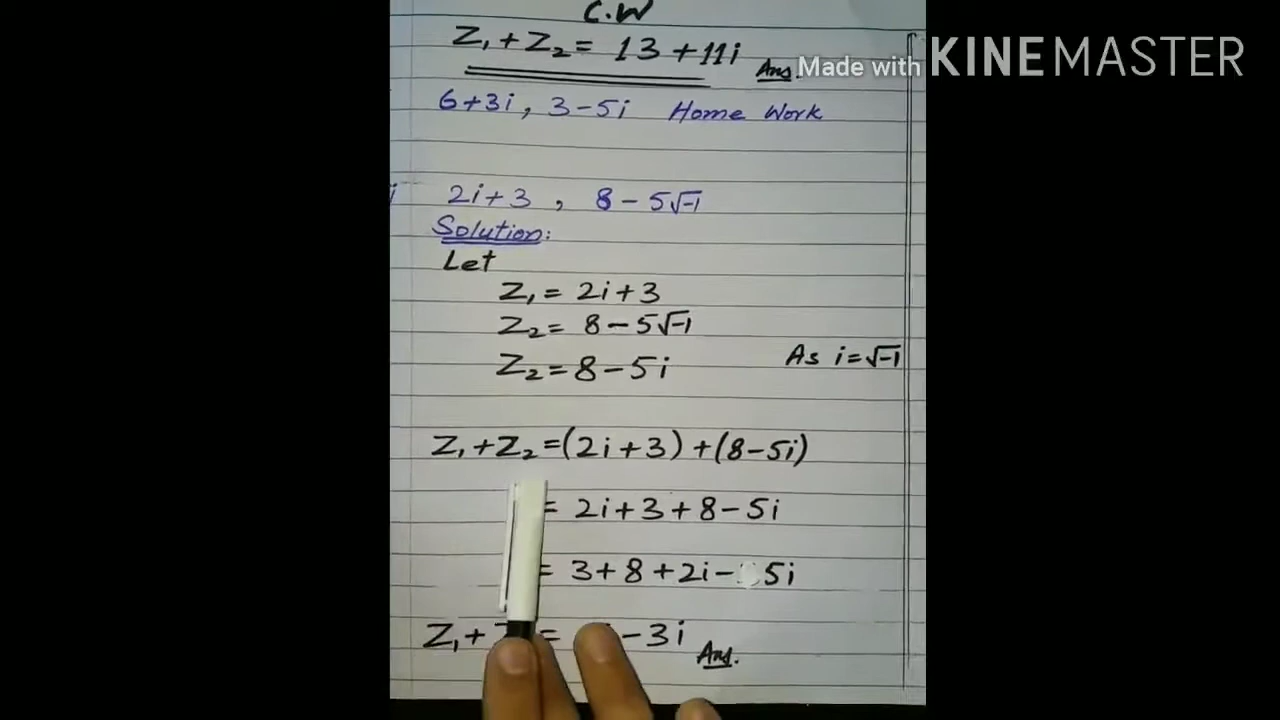 C.W
Z₁+Z₂= 13+11i Ans.
Made with KINEMASTER
6+3i, 3-5i Home Work
i 2i+3 , 8-5√-1
Solution:
Let
Z₁= 2i+3
Z₂= 8-5√-1
Z₂=8-5i As i=√-1
Z₁+Z₂=(2i+3)+(8-5i)
= 2i+3+8-5i
= 3+8+2i-5i
Z₁+ = -3i Ans.